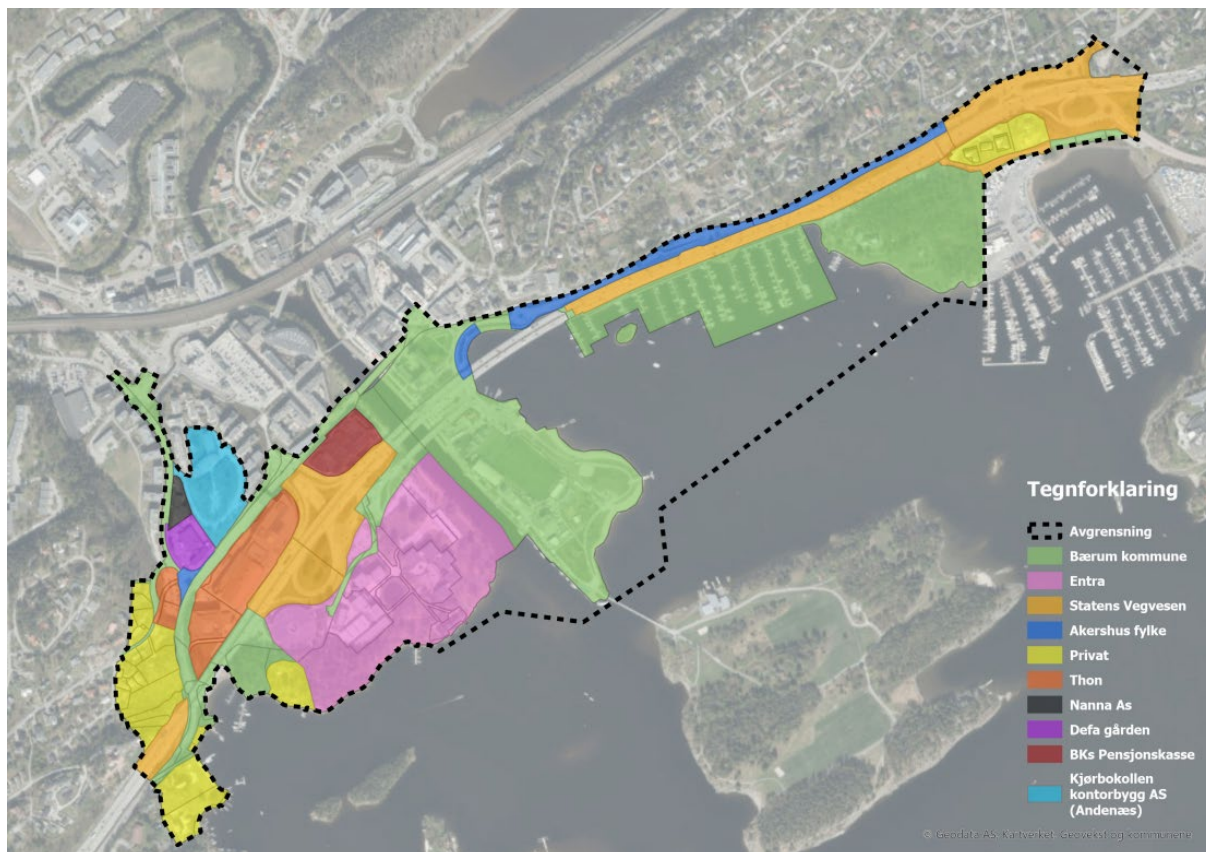 Tegnforklaring
Avgrensning
Bærum kommune
Entra
Statens Vegvesen
Akershus fylke
Privat
Thon
Nanna As
Defa gården
BKs Pensjonskasse
Kjørbokollen
kontorbygg AS
(Andenæs)
© Geodata AS, Kartverket, Geovekst og kommunene